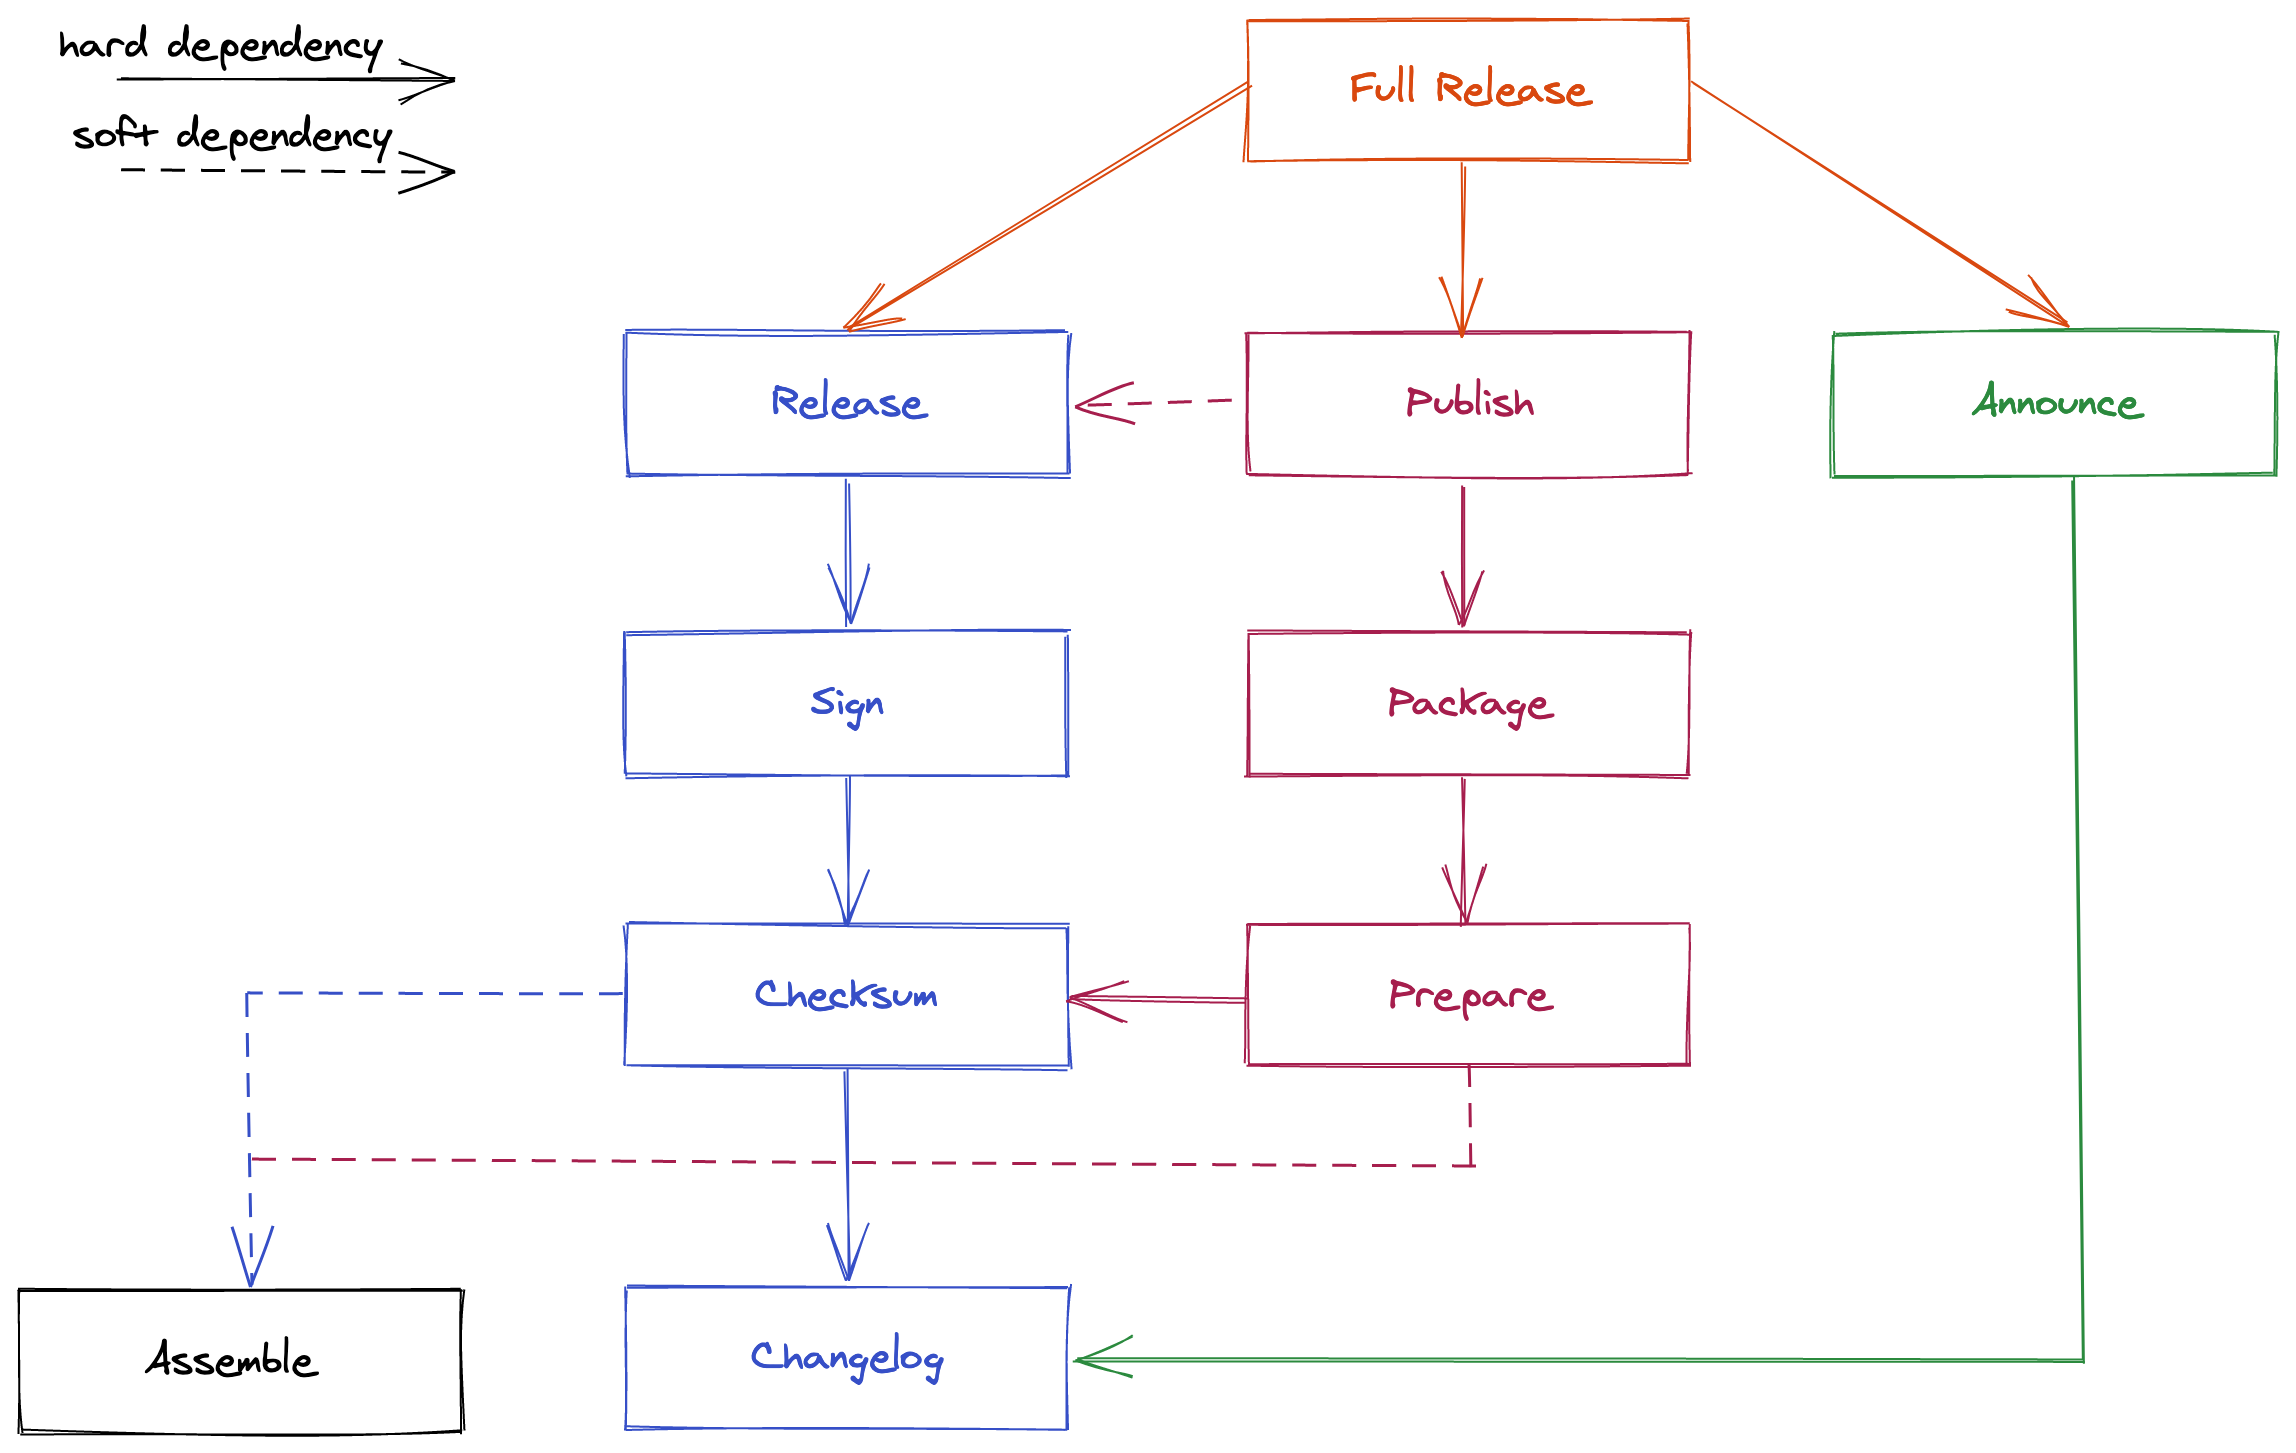 hard dependency
soft dependency
Full Release
Release
Publish
Announce
Sign
Package
Checksum
Prepare
Assemble
Changelog